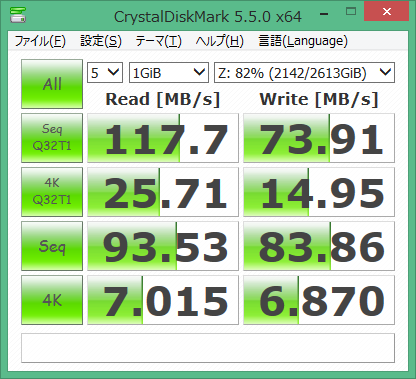 CrystalDiskMark 5.5.0 x64
ファイル(F) 設定(S) テーマ(T) ヘルプ(H) 言語(Language)
All 5 1GiB Z: 82% (2142/2613GiB)
Read [MB/s] Write [MB/s]
Seq Q32T1 117.7 73.91
4K Q32T1 25.71 14.95
Seq 93.53 83.86
4K 7.015 6.870